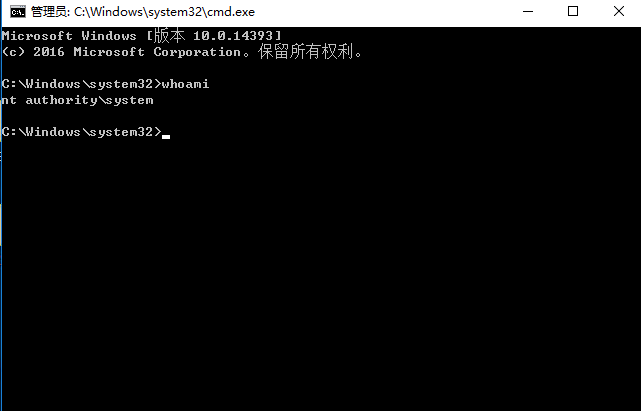 管理员: C:\Windows\system32\cmd.exe
Microsoft Windows [版本 10.0.14393]
(c) 2016 Microsoft Corporation。保留所有权利。
C:\Windows\system32>whoami
nt authority\system
C:\Windows\system32>